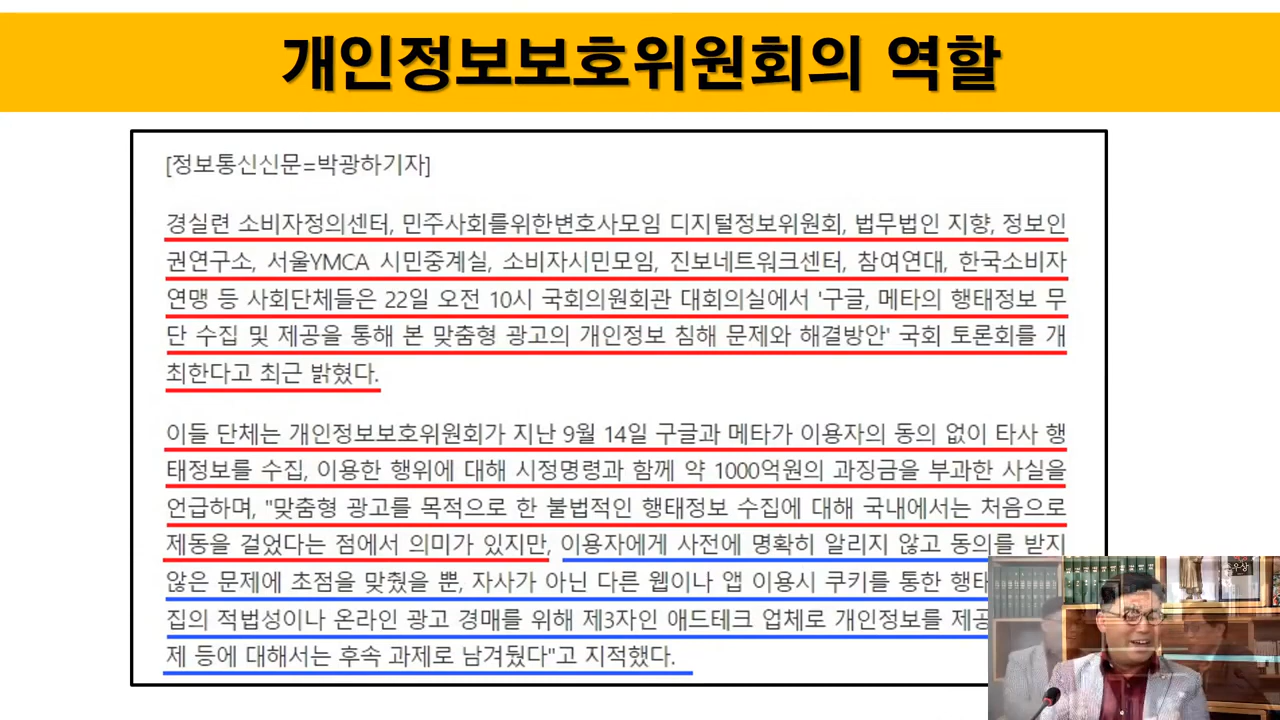 개인정보보호위원회의 역할
[정보통신신문=박광하기자]
경실련 소비자정의센터, 민주사회를위한변호사모임 디지털정보위원회, 법무법인 지향, 정보인
권연구소, 서울YMCA 시민중계실, 소비자시민모임, 진보네트워크센터, 참여연대, 한국소비자
연맹 등 사회단체들은 22일 오전 10시 국회의원회관 대회의실에서 '구글, 메타의 행태정보 무
단 수집 및 제공을 통해 본 맞춤형 광고의 개인정보 침해 문제와 해결방안' 국회 토론회를 개
최한다고 최근 밝혔다.
이들 단체는 개인정보보호위원회가 지난 9월 14일 구글과 메타가 이용자의 동의 없이 타사 행
태정보를 수집, 이용한 행위에 대해 시정명령과 함께 약 1000억원의 과징금을 부과한 사실을
언급하며, "맞춤형 광고를 목적으로 한 불법적인 행태정보 수집에 대해 국내에서는 처음으로
제동을 걸었다는 점에서 의미가 있지만, 이용자에게 사전에 명확히 알리지 않고 동의를 받지
않은 문제에 초점을 맞췄을 뿐, 자사가 아닌 다른 웹이나 앱 이용시 쿠키를 통한 행태
집의 적법성이나 온라인 광고 경매를 위해 제3자인 애드테크 업체로 개인정보를 제공
제 등에 대해서는 후속 과제로 남겨뒀다"고 지적했다.